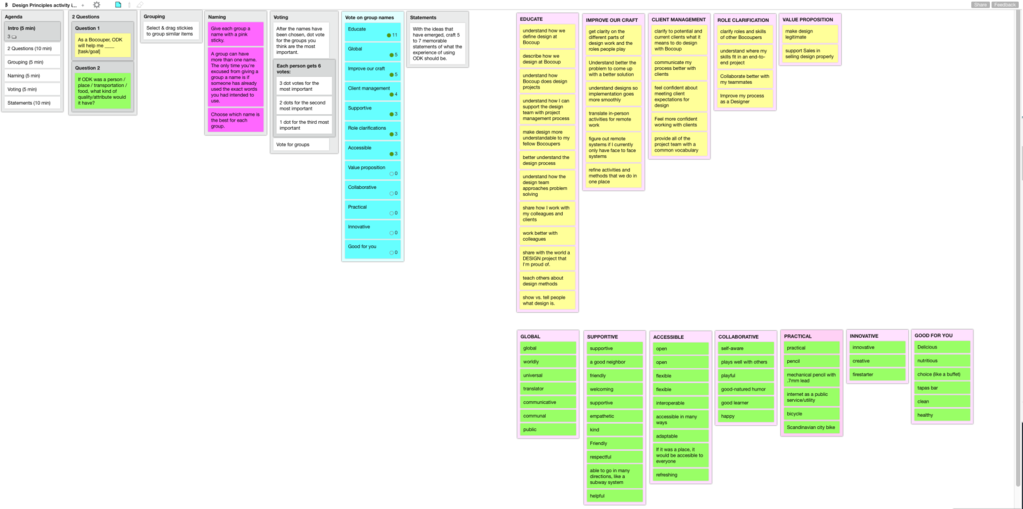 Design Principles activity i...
Share
Feedback
Agenda
Intro (5 min)
3
2 Questions (10 min)
Grouping (5 min)
Naming (5 min)
Voting (5 min)
Statements (10 min)
2 Questions
Question 1
As a Bocouper, ODK
will help me ____
[task/goal]
Question 2
If ODK was a person /
place / transportation /
food, what kind of
quality/attribute would
it have?
Grouping
Select & drag stickies
to group similar items
Naming
Give each group a
name with a pink
sticky.
A group can have
more than one name.
The only time you're
excused from giving a
group a name is if
someone has already
used the exact words
you had intended to
use.
Choose which name is
the best for each
group.
Voting
After the names have
been chosen, dot vote
for the groups you
think are the most
important.
Each person gets 6
votes:
3 dot votes for the
most important
2 dots for the second
most important
1 dot for the third most
important
Vote for groups
Vote on group names
Educate
11
Global
Improve our craft
Client management
Supportive
3
Role clarifications
3
Accessible
Value proposition
0
Collaborative
0
Practical
0
Innovative
0
Good for you
0
Statements
With the ideas that
have emerged, craft 5
to 7 memorable
statements of what the
experience of using
ODK should be.
EDUCATE
understand how we
define design at
Bocoup
describe how we
design at Bocoup
understand how
Bocoup does design
projects
understand how I can
support the design
team with project
management process
make design more
understandable to my
fellow Bocoupers
better understand the
design process
understand how the
design team
approaches problem
solving
share how I work with
my colleagues and
clients
work better with
colleagues
share with the world a
DESIGN project that
I'm proud of.
teach others about
design methods
show vs. tell people
what design is.
IMPROVE OUR CRAFT
get clarity on the
different parts of
design work and the
roles people play
Understand better the
problem to come up
with a better solution
understand designs so
implementation goes
more smoothly
translate in-person
activities for remote
work
figure out remote
systems if I currently
only have face to face
systems
refine activities and
methods that we do in
one place
CLIENT MANAGEMENT
clarify to potential and
current clients what it
means to do design
with Bocoup
communicate my
process better with
clients
feel confident about
meeting client
expectations for
design
Feel more confident
working with clients
provide all of the
project team with a
common vocabulary
ROLE CLARIFICATION
clarify roles and skills
of other Bocoupers
understand where my
skills fit in an end-to-
end project
Collaborate better with
my teammates
Improve my process
as a Designer
VALUE PROPOSITION
make design
legitimate
support Sales in
selling design properly
GLOBAL
global
worldly
universal
translator
communicative
communal
public
SUPPORTIVE
supportive
a good neighbor
friendly
welcoming
supportive
empathetic
kind
Friendly
respectful
able to go in many
directions, like a
subway system
helpful
ACCESSIBLE
open
open
flexible
flexible
interoperable
accessible in many
ways
adaptable
If it was a place, it
would be accesible to
everyone
refreshing
COLLABORATIVE
self-aware
plays well with others
playful
good-natured humor
good learner
happy
PRACTICAL
practical
pencil
mechanical pencil with
.7mm lead
internet as a public
service/utility
bicycle
Scandinavian city bike
INNOVATIVE
innovative
creative
firestarter
GOOD FOR YOU
Delicious
nutritious
choice (like a buffet)
tapas bar
clean
healthy